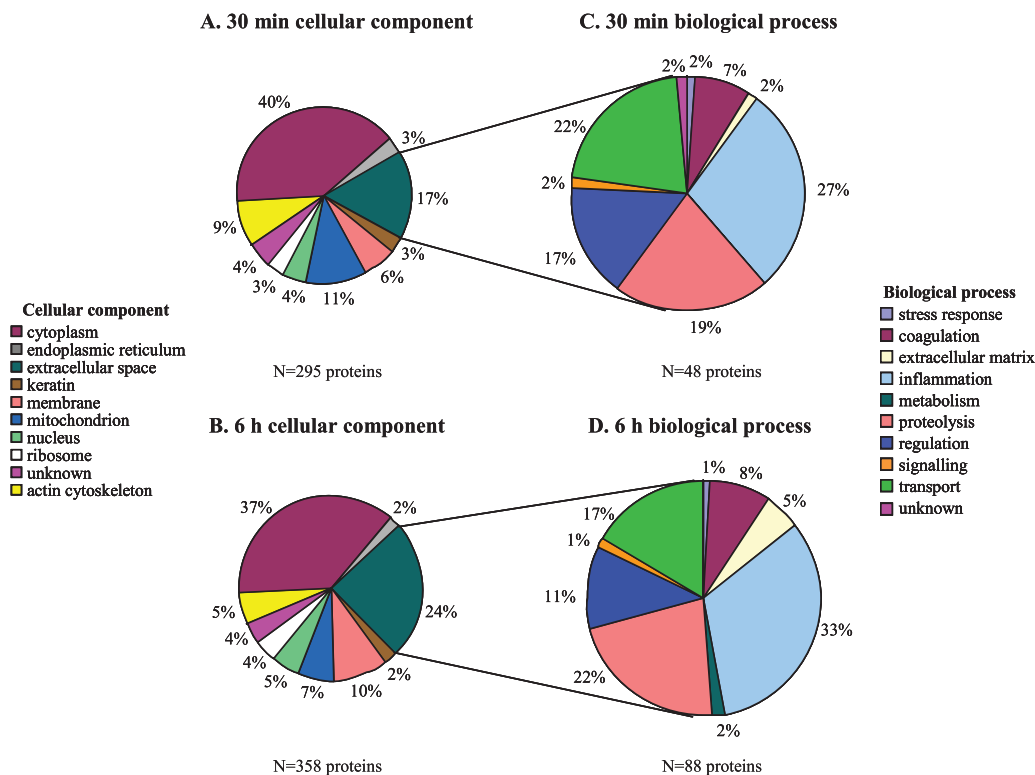 A. 30 min cellular component
40%
3%
17%
3%
6%
11%
4%
3%
4%
9%
N=295 proteins
C. 30 min biological process
2%
2%
7%
2%
27%
19%
17%
2%
22%
N=48 proteins
Cellular component
cytoplasm
endoplasmic reticulum
extracellular space
keratin
membrane
mitochondrion
nucleus
ribosome
unknown
actin cytoskeleton
Biological process
stress response
coagulation
extracellular matrix
inflammation
metabolism
proteolysis
regulation
signalling
transport
unknown
B. 6 h cellular component
37%
2%
24%
2%
10%
7%
5%
4%
4%
5%
N=358 proteins
D. 6 h biological process
1%
8%
5%
33%
2%
22%
11%
1%
17%
N=88 proteins